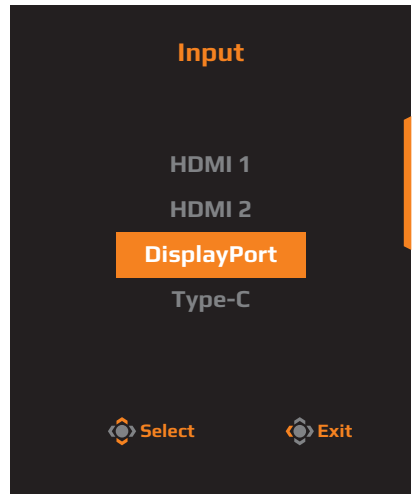 Input
HDMI 1
HDMI 2
DisplayPort
Type-C
Select Exit